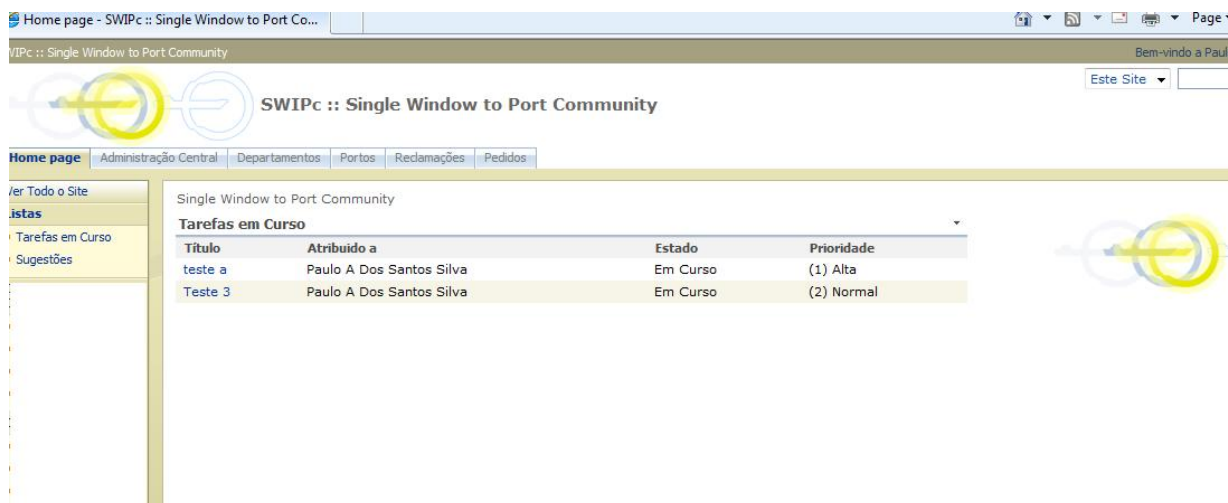 Home page - SWIPc :: Single Window to Port Co...
Page
WIPc :: Single Window to Port Community
Bem-vindo a Paul
Este Site
SWIPc :: Single Window to Port Community
Home page Administração Central Departamentos Portos Reclamações Pedidos
Ver Todo o Site
Listas
Tarefas em Curso
Sugestões
Single Window to Port Community
Tarefas em Curso
Título Atribuido a Estado Prioridade
teste a Paulo A Dos Santos Silva Em Curso (1) Alta
Teste 3 Paulo A Dos Santos Silva Em Curso (2) Normal